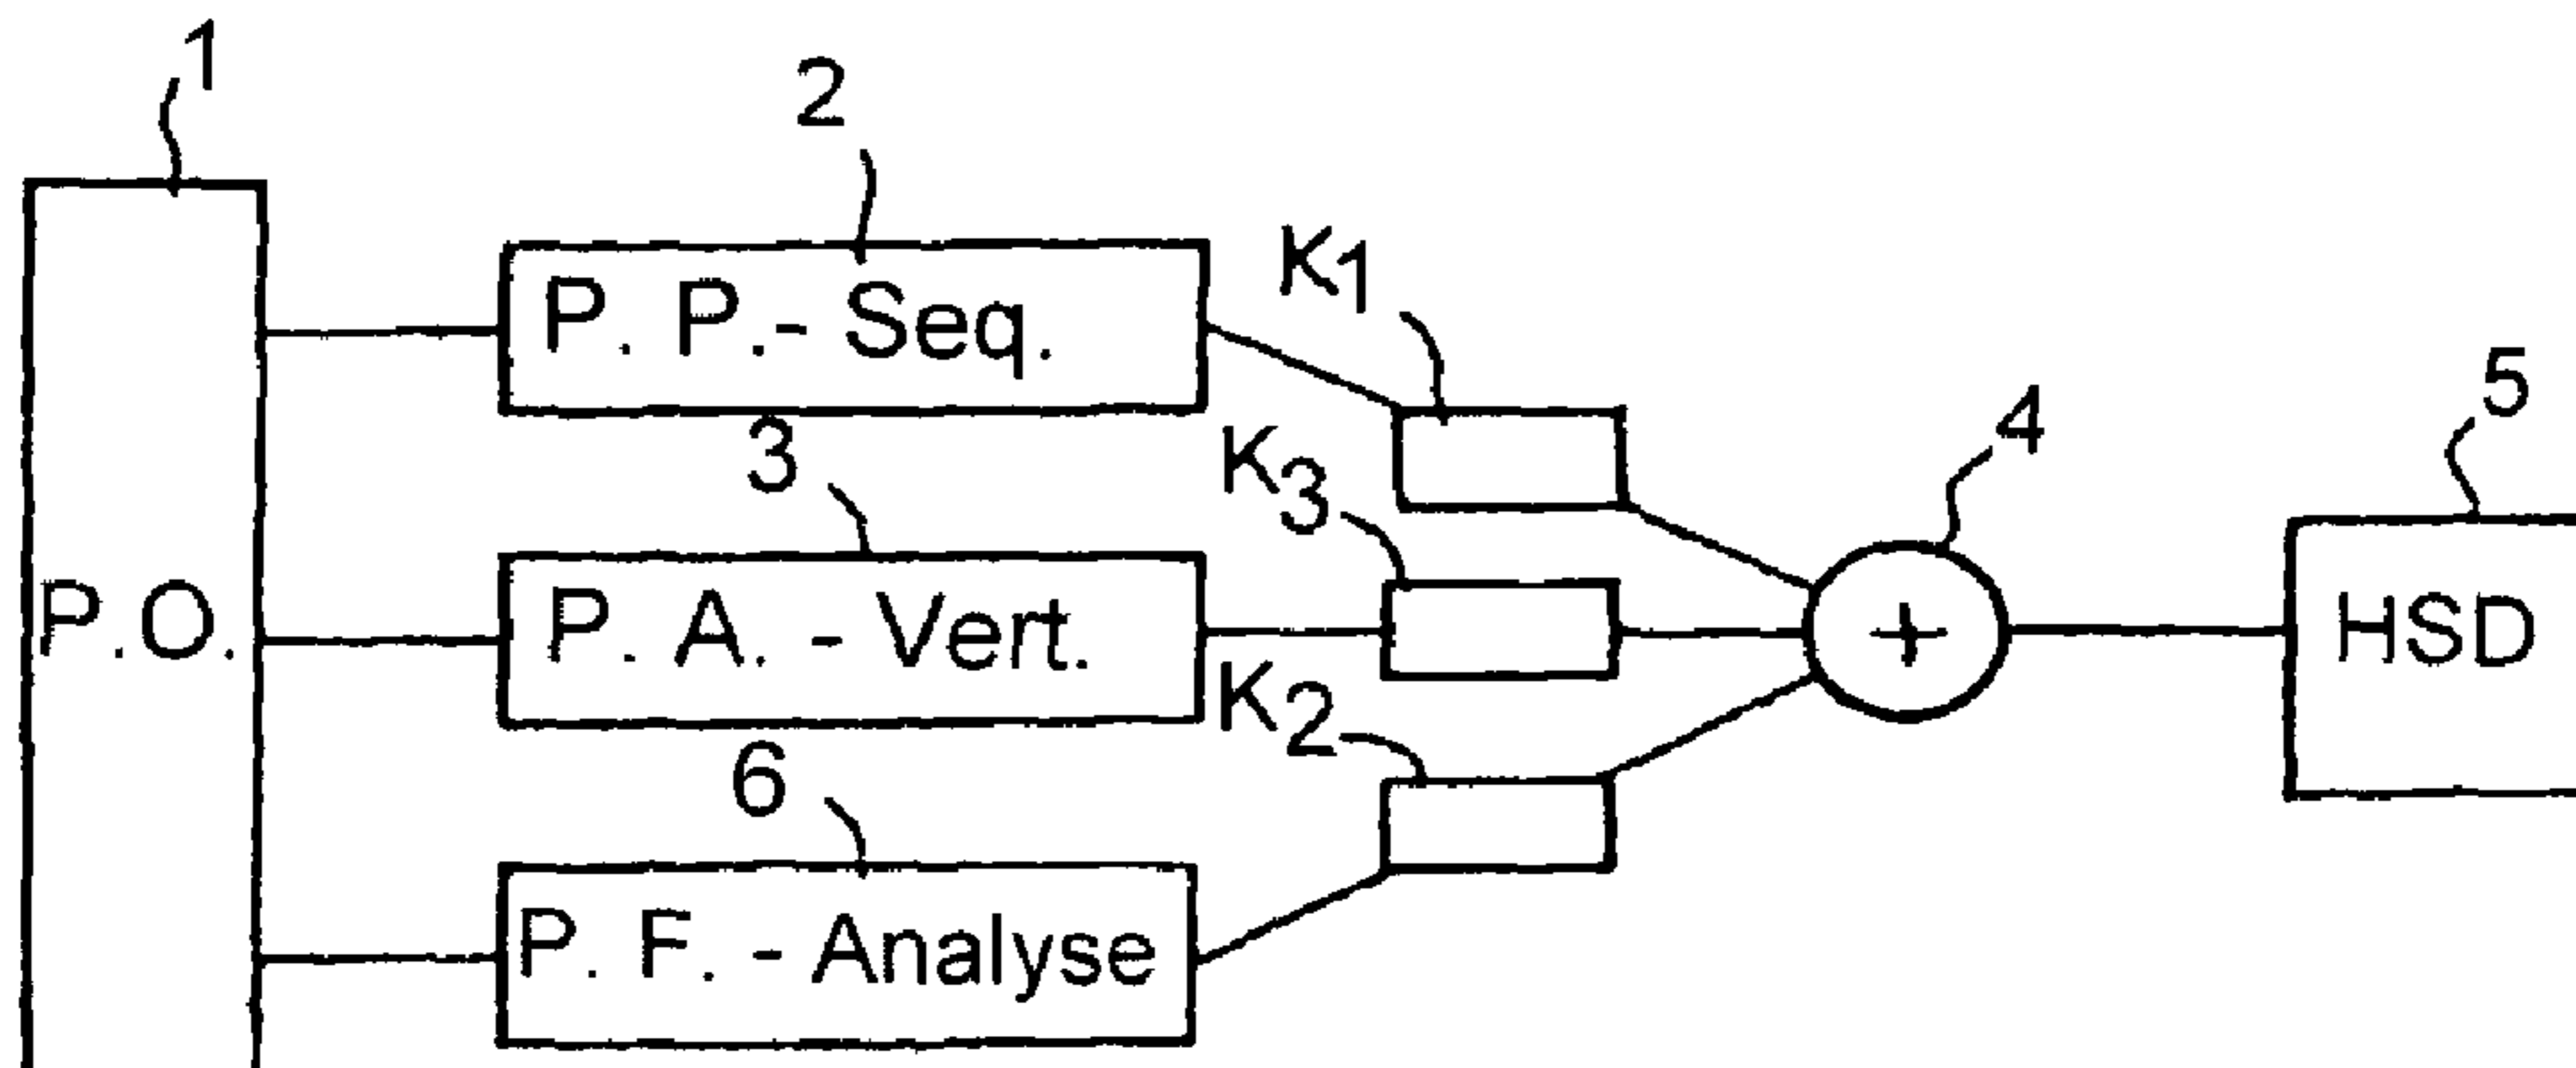 1
2
P. P.- Seq.
K1
3
K3
4
5
P.O.
P. A. - Vert.
HSD
K2
6
P. F. - Analyse